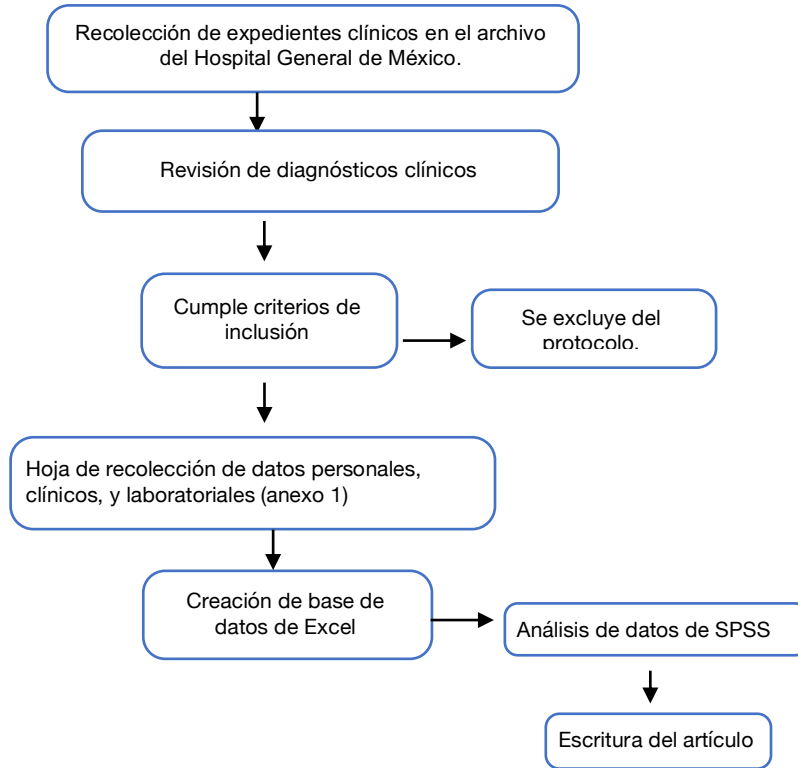 Recolección de expedientes clínicos en el archivo
del Hospital General de México.
Revisión de diagnósticos clínicos
Cumple criterios de
inclusión
Se excluye del
protocolo.
Hoja de recolección de datos personales,
clínicos, y laboratoriales (anexo 1)
Creación de base de
datos de Excel
Análisis de datos de SPSS
Escritura del artículo